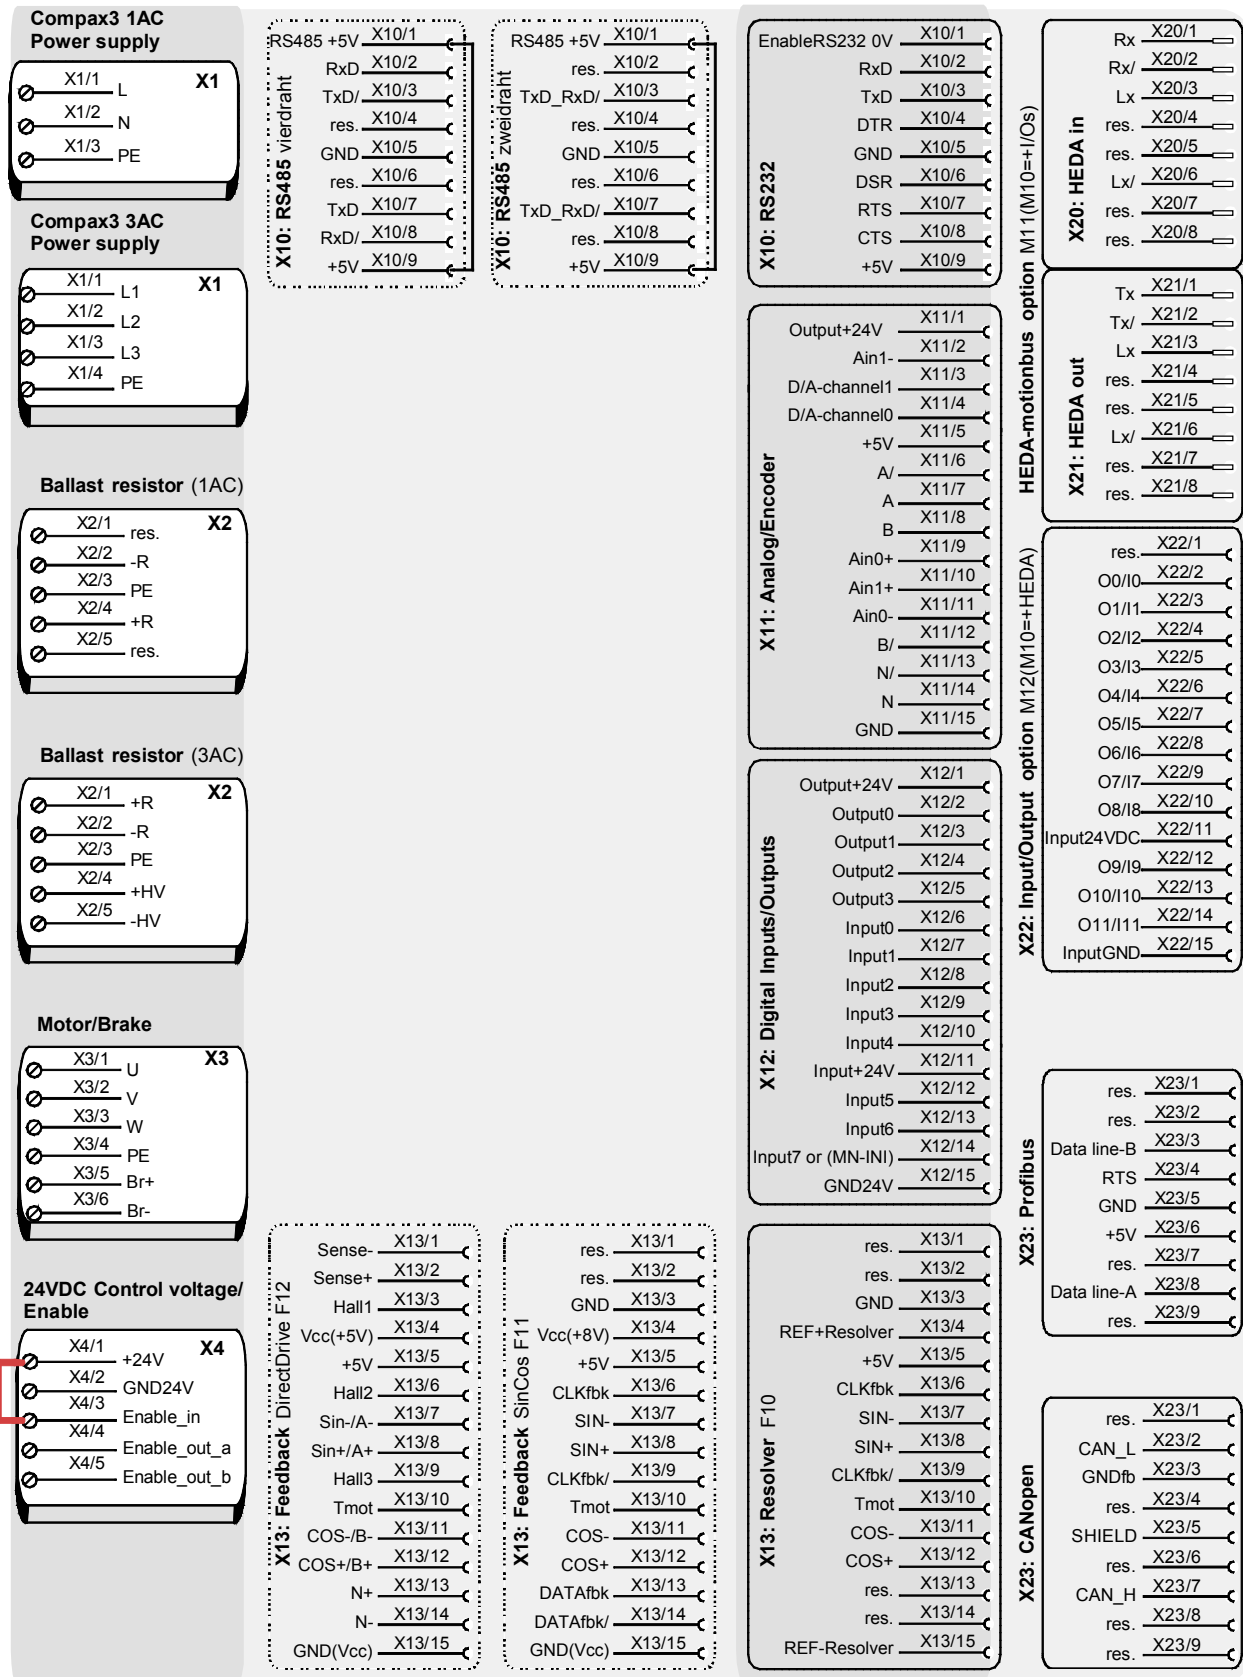 Compax3 1AC
Power supply
X1
X1/1 L
X1/2 N
X1/3 PE
Compax3 3AC
Power supply
X1
X1/1 L1
X1/2 L2
X1/3 L3
X1/4 PE
Ballast resistor (1AC)
X2
X2/1 res.
X2/2 -R
X2/3 PE
X2/4 +R
X2/5 res.
Ballast resistor (3AC)
X2
X2/1 +R
X2/2 -R
X2/3 PE
X2/4 +HV
X2/5 -HV
Motor/Brake
X3
X3/1 U
X3/2 V
X3/3 W
X3/4 PE
X3/5 Br+
X3/6 Br-
24VDC Control voltage/
Enable
X4
X4/1 +24V
X4/2 GND24V
X4/3 Enable_in
X4/4 Enable_out_a
X4/5 Enable_out_b
X10: RS485 vierdraht
RS485 +5V X10/1
RxD X10/2
TxD/ X10/3
res. X10/4
GND X10/5
res. X10/6
TxD X10/7
RxD/ X10/8
+5V X10/9
X10: RS485 zweidraht
RS485 +5V X10/1
res. X10/2
TxD_RxD/ X10/3
res. X10/4
GND X10/5
res. X10/6
TxD_RxD/ X10/7
res. X10/8
+5V X10/9
X13: Feedback DirectDrive F12
Sense- X13/1
Sense+ X13/2
Hall1 X13/3
Vcc(+5V) X13/4
+5V X13/5
Hall2 X13/6
Sin-/A- X13/7
Sin+/A+ X13/8
Hall3 X13/9
Tmot X13/10
COS-/B- X13/11
COS+/B+ X13/12
N+ X13/13
N- X13/14
GND(Vcc) X13/15
X13: Feedback SinCos F11
res. X13/1
res. X13/2
GND X13/3
Vcc(+8V) X13/4
+5V X13/5
CLKfbk X13/6
SIN- X13/7
SIN+ X13/8
CLKfbk/ X13/9
Tmot X13/10
COS- X13/11
COS+ X13/12
DATAfbk X13/13
DATAfbk/ X13/14
GND(Vcc) X13/15
X10: RS232
EnableRS232 0V X10/1
RxD X10/2
TxD X10/3
DTR X10/4
GND X10/5
DSR X10/6
RTS X10/7
CTS X10/8
+5V X10/9
X11: Analog/Encoder
Output+24V X11/1
Ain1- X11/2
D/A-channel1 X11/3
D/A-channel0 X11/4
+5V X11/5
A/ X11/6
A X11/7
B X11/8
Ain0+ X11/9
Ain1+ X11/10
Ain0- X11/11
B/ X11/12
N/ X11/13
N X11/14
GND X11/15
X12: Digital Inputs/Outputs
Output+24V X12/1
Output0 X12/2
Output1 X12/3
Output2 X12/4
Output3 X12/5
Input0 X12/6
Input1 X12/7
Input2 X12/8
Input3 X12/9
Input4 X12/10
Input+24V X12/11
Input5 X12/12
Input6 X12/13
Input7 or (MN-INI) X12/14
GND24V X12/15
X13: Resolver F10
res. X13/1
res. X13/2
GND X13/3
REF+Resolver X13/4
+5V X13/5
CLKfbk X13/6
SIN- X13/7
SIN+ X13/8
CLKfbk/ X13/9
Tmot X13/10
COS- X13/11
COS+ X13/12
res. X13/13
res. X13/14
REF-Resolver X13/15
HEDA-motionbus option M11(M10=+I/Os)
X20: HEDA in
Rx X20/1
Rx/ X20/2
Lx X20/3
res. X20/4
res. X20/5
Lx/ X20/6
res. X20/7
res. X20/8
X21: HEDA out
Tx X21/1
Tx/ X21/2
Lx X21/3
res. X21/4
res. X21/5
Lx/ X21/6
res. X21/7
res. X21/8
X22: Input/Output option M12(M10=+HEDA)
res. X22/1
O0/I0 X22/2
O1/I1 X22/3
O2/I2 X22/4
O3/I3 X22/5
O4/I4 X22/6
O5/I5 X22/7
O6/I6 X22/8
O7/I7 X22/9
O8/I8 X22/10
Input24VDC X22/11
O9/I9 X22/12
O10/I10 X22/13
O11/I11 X22/14
InputGND X22/15
X23: Profibus
res. X23/1
res. X23/2
Data line-B X23/3
RTS X23/4
GND X23/5
+5V X23/6
res. X23/7
Data line-A X23/8
res. X23/9
X23: CANopen
res. X23/1
CAN_L X23/2
GNDfb X23/3
res. X23/4
SHIELD X23/5
res. X23/6
CAN_H X23/7
res. X23/8
res. X23/9